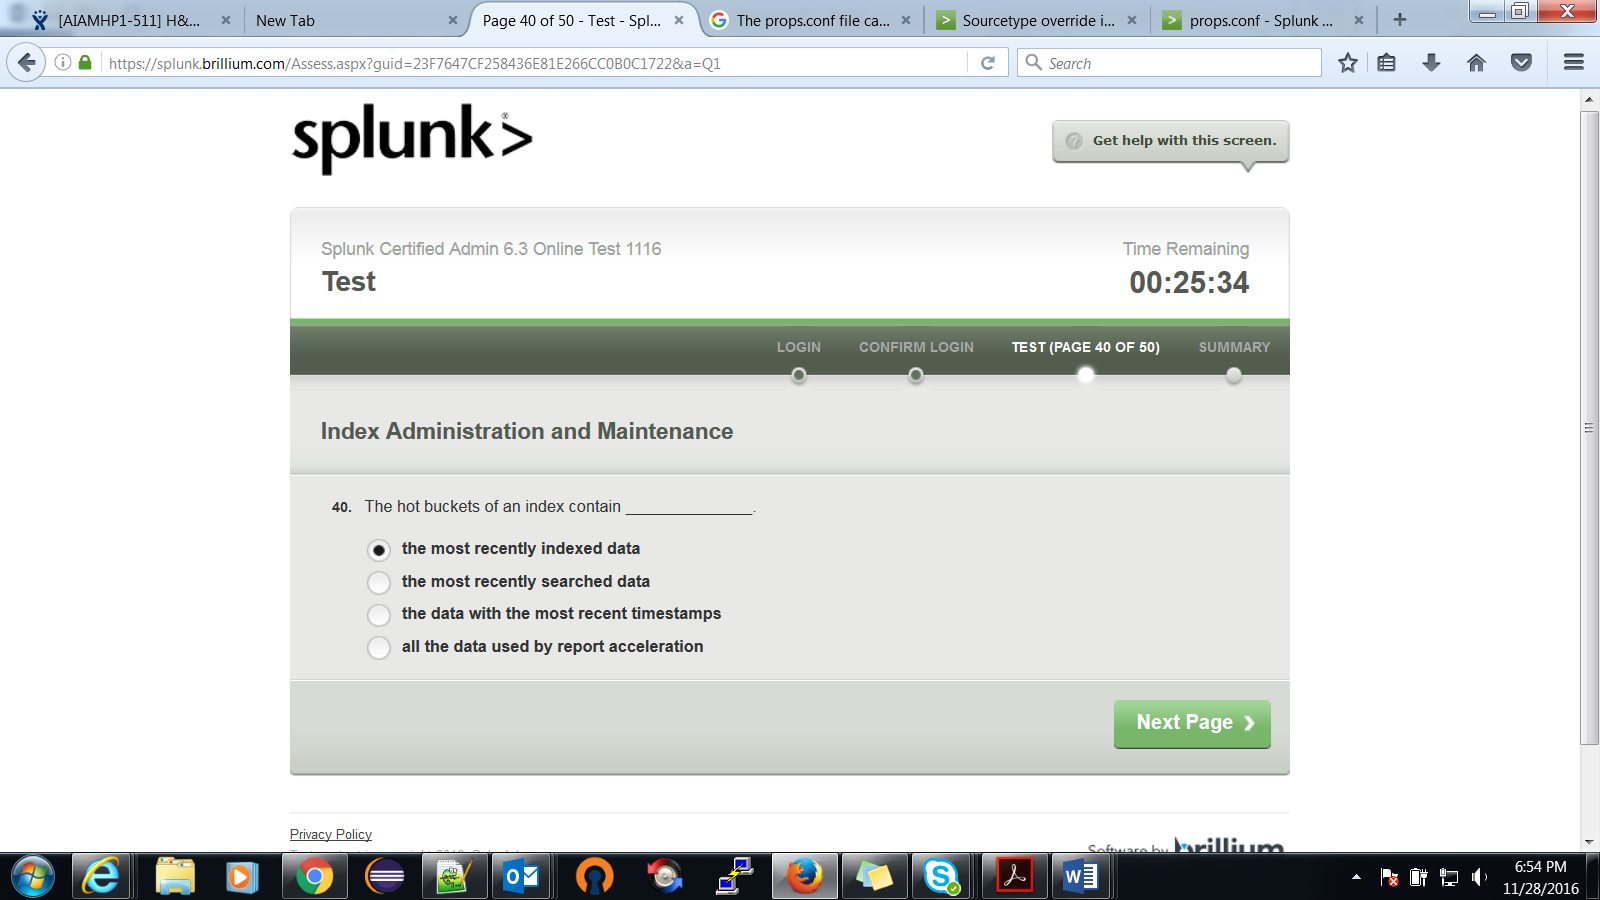 [AIAMHP1-511] H&...
New Tab
Page 40 of 50 - Test - Spl...
The props.conf file ca...
Sourcetype override i...
props.conf - Splunk ...
https://splunk.brillium.com/Assess.aspx?guid=23F7647CF258436E81E266CC0B0C1722&a=Q1
Search
splunk>
Get help with this screen.
Splunk Certified Admin 6.3 Online Test 1116
Time Remaining
Test
00:25:34
LOGIN
CONFIRM LOGIN
TEST (PAGE 40 OF 50)
SUMMARY
Index Administration and Maintenance
40. The hot buckets of an index contain ______________.
the most recently indexed data
the most recently searched data
the data with the most recent timestamps
all the data used by report acceleration
Next Page
Privacy Policy
Software by brillium
6:54 PM
11/28/2016